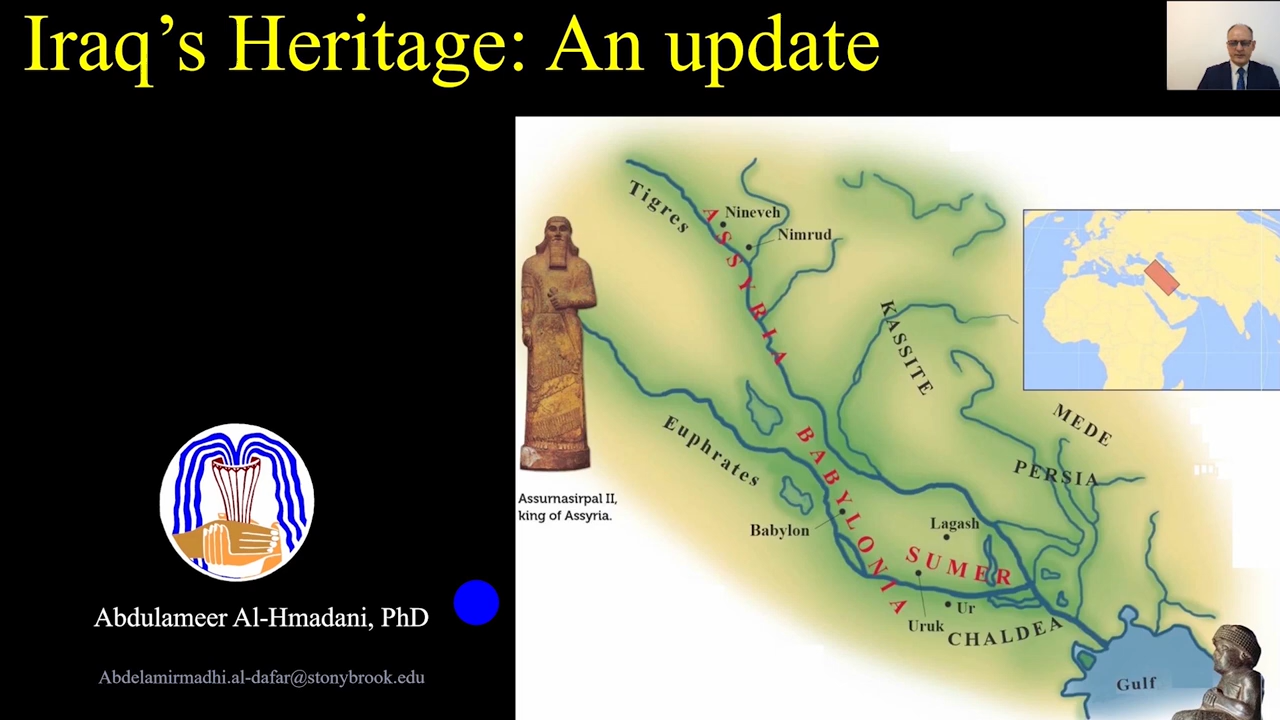 Iraq’s Heritage: An update
Tigres
ASSYRIA
Nineveh
Nimrud
KASSITE
MEDE
PERSIA
Euphrates
BABYLONIA
Assurnasirpal II,
king of Assyria.
Babylon
Lagash
SUMER
Ur
Uruk
CHALDEA
Gulf
Abdulameer Al-Hmadani, PhD
Abdelamirmadhi.al-dafar@stonybrook.edu